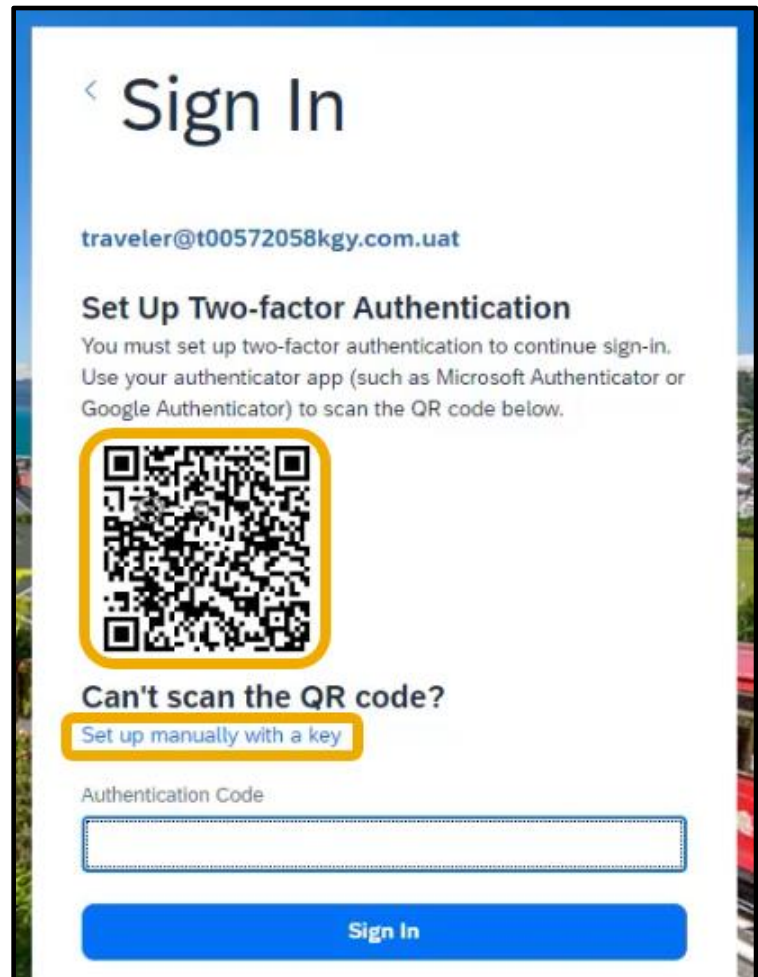 Sign In
traveler@t00572058kgy.com.uat
Set Up Two-factor Authentication
You must set up two-factor authentication to continue sign-in.
Use your authenticator app (such as Microsoft Authenticator or
Google Authenticator) to scan the QR code below.
Can't scan the QR code?
Set up manually with a key
Authentication Code
Sign In